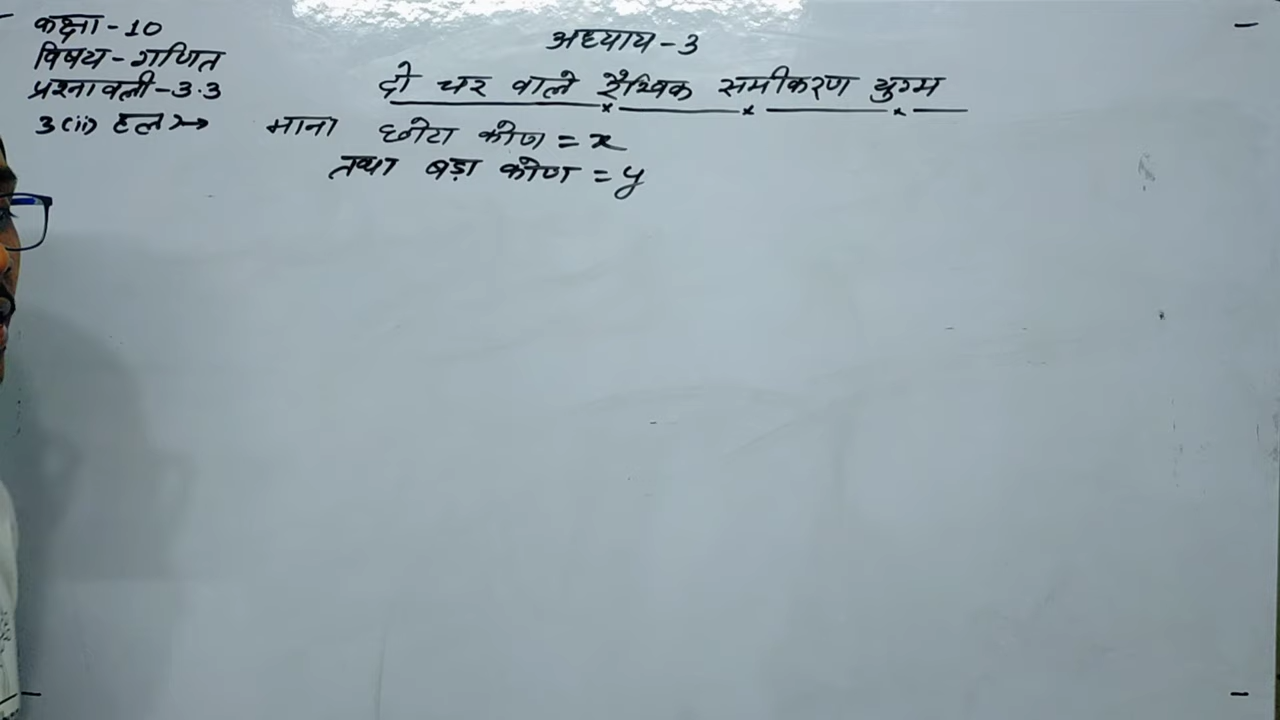 कक्षा-10
विषय-गणित
प्रश्नावली-3.3
अध्याय-3
दो चर वाले रैखिक समीकरण युग्म
3(ii) हल→ माना छोटा कोण = x
तथा बड़ा कोण = y